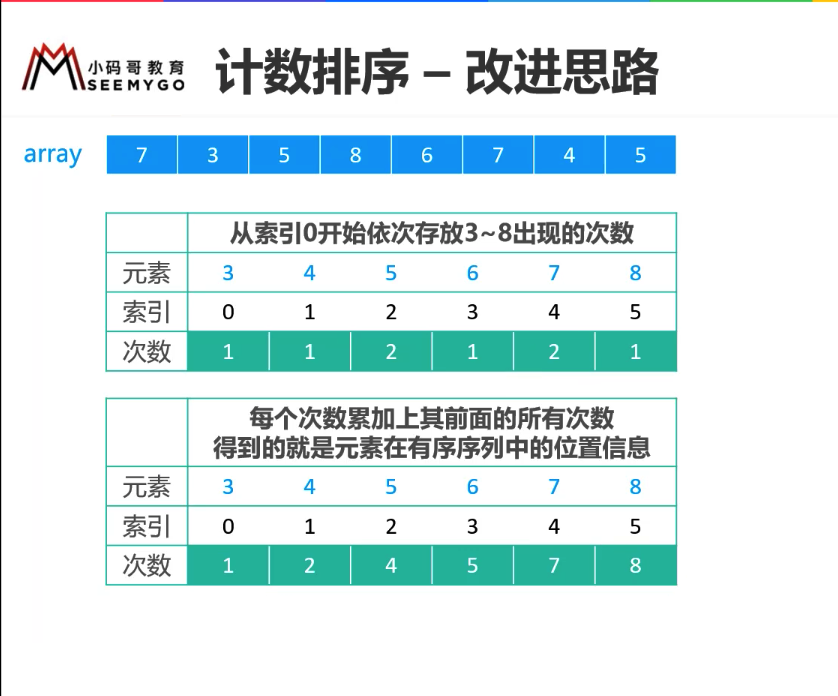 小码哥教育
SEEMYGO
计数排序 – 改进思路
array 7 3 5 8 6 7 4 5
从索引0开始依次存放3~8出现的次数
元素 3 4 5 6 7 8
索引 0 1 2 3 4 5
次数 1 1 2 1 2 1
每个次数累加上其前面的所有次数
得到的就是元素在有序序列中的位置信息
元素 3 4 5 6 7 8
索引 0 1 2 3 4 5
次数 1 2 4 5 7 8